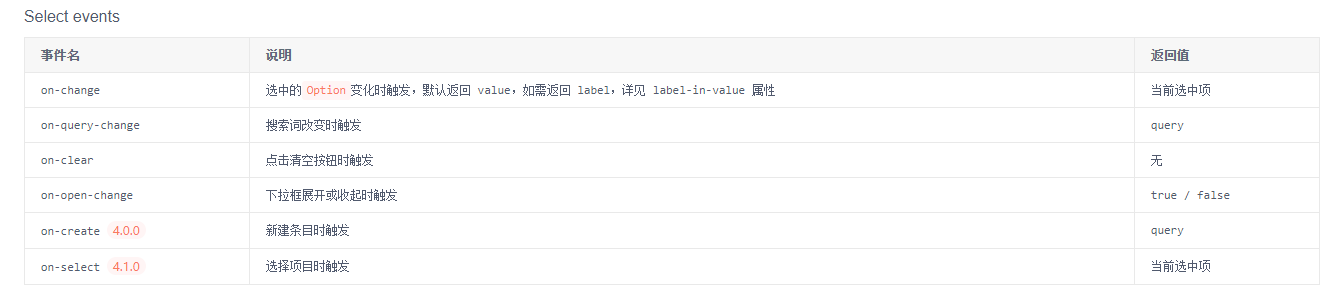 Select events
事件名 说明 返回值
on-change 选中的 Option 变化时触发，默认返回 value，如需返回 label，详见 label-in-value 属性 当前选中项
on-query-change 搜索词改变时触发 query
on-clear 点击清空按钮时触发 无
on-open-change 下拉框展开或收起时触发 true / false
on-create 4.0.0 新建条目时触发 query
on-select 4.1.0 选择项目时触发 当前选中项